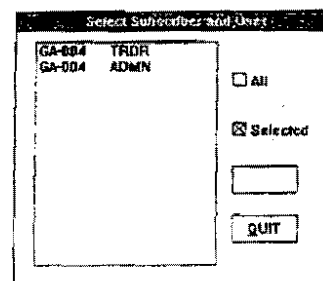 Select Subscriber and User
GA-004 TRDR
GA-004 ADMN
All
Selected
QUIT